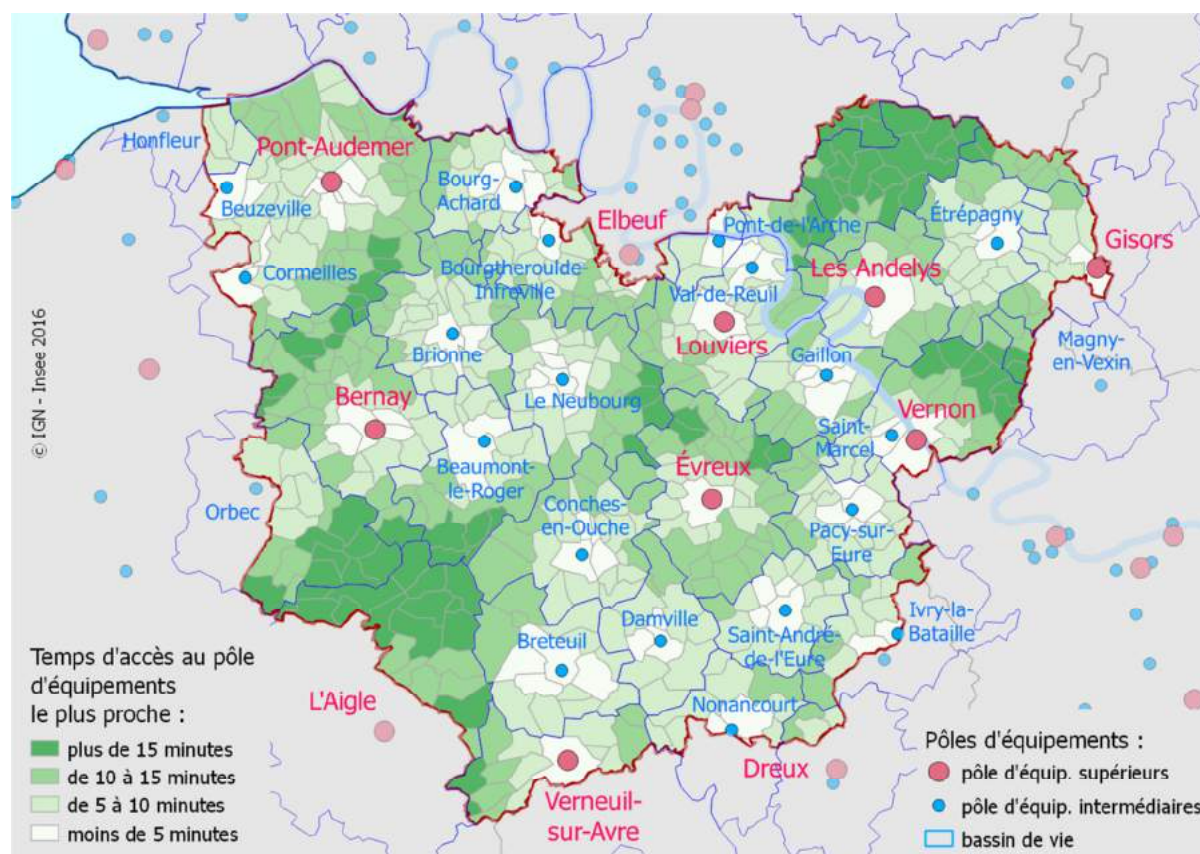 Honfleur
Pont-Audemer
Beuzeville
Bourg-
Achard
Elbeuf
Pont-de-l'Arche
Étrépagny
Gisors
Cormeilles
Bourgtheroulde-
Infreville
Val-de-Reuil
Les Andelys
Louviers
Brionne
Gaillon
Magny-
en-Vexin
Bernay
Le Neubourg
Vernon
Saint-
Marcel
Beaumont-
le-Roger
Évreux
Orbec
Conches-
en-Ouche
Pacy-sur-
Eure
Damville
Ivry-la-
Bataille
Breteuil
Saint-André-
de-l'Eure
L'Aigle
Nonancourt
Dreux
Verneuil-
sur-Avre
© IGN - Insee 2016
Temps d'accès au pôle
d'équipements
le plus proche :
plus de 15 minutes
de 10 à 15 minutes
de 5 à 10 minutes
moins de 5 minutes
Pôles d'équipements :
pôle d'équip. supérieurs
pôle d'équip. intermédiaires
bassin de vie